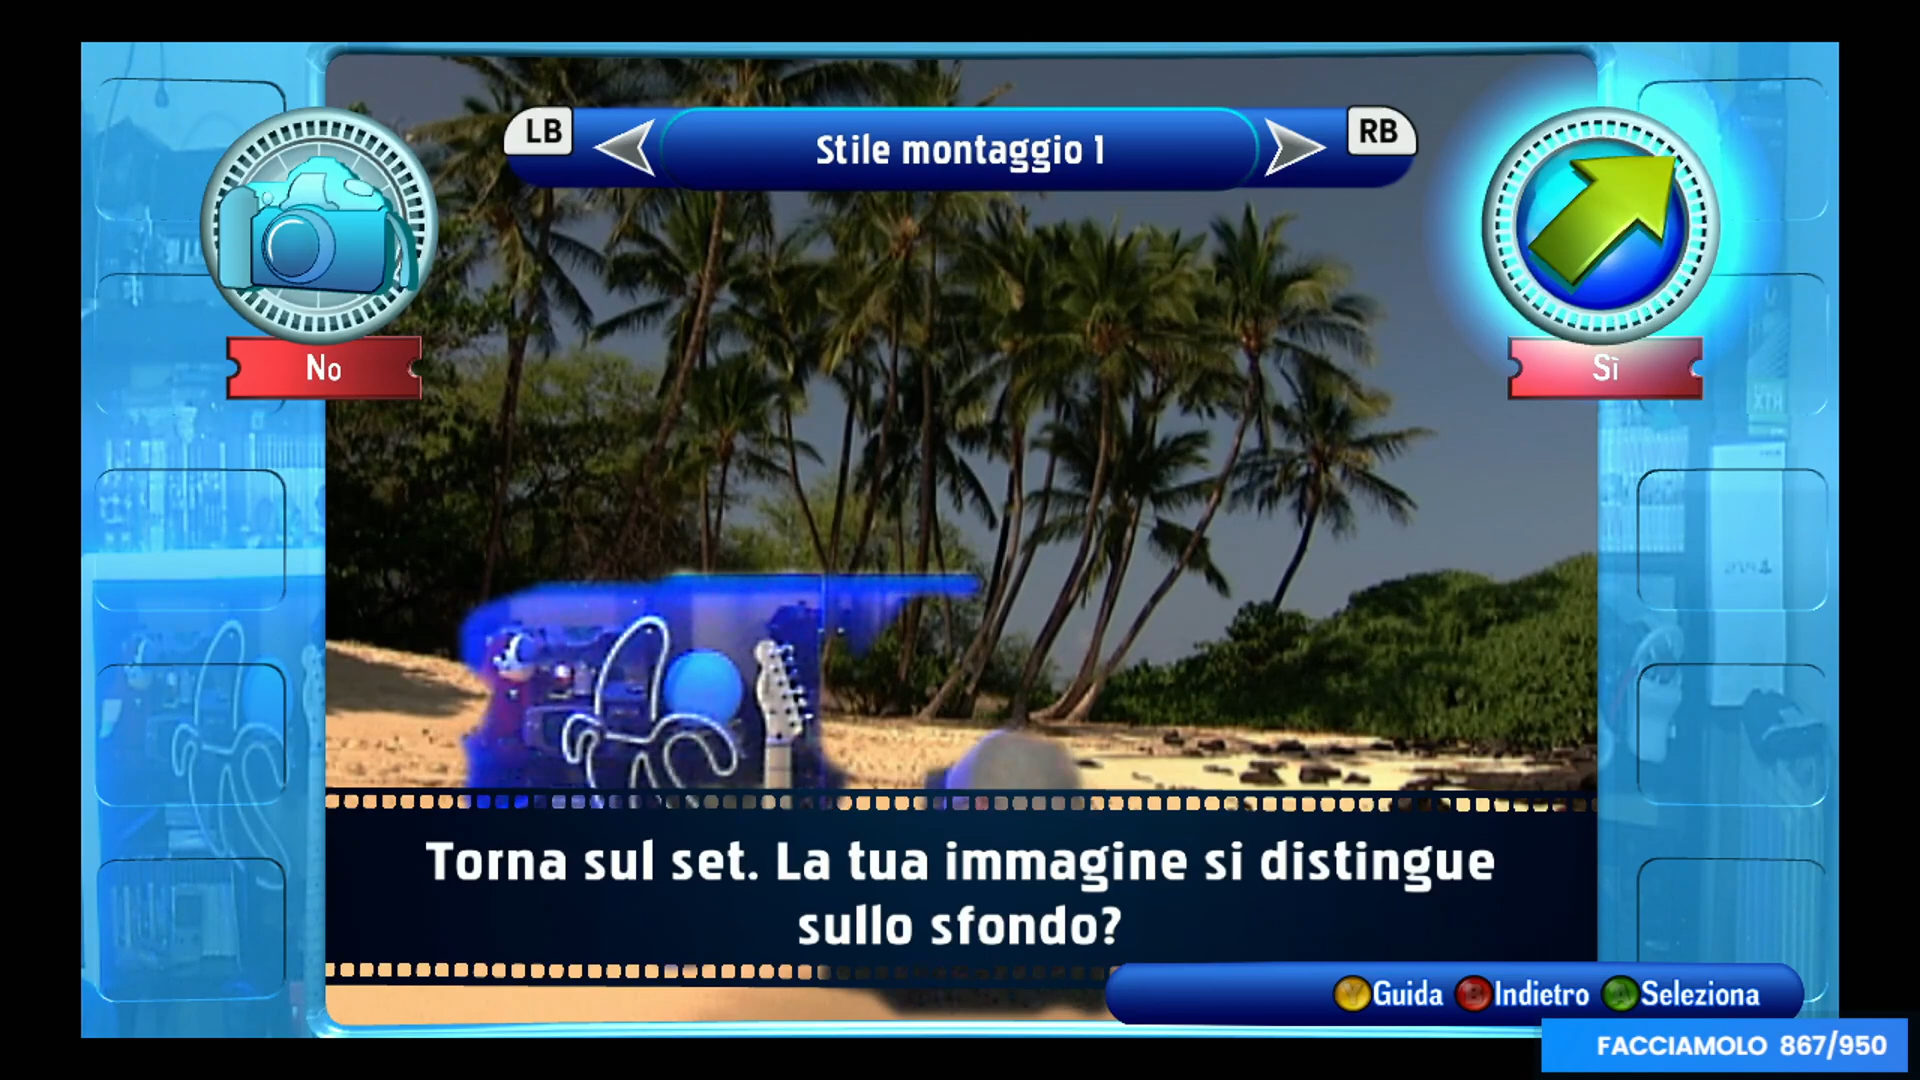 LB
Stile montaggio 1
RB
No
Sì
Torna sul set. La tua immagine si distingue
sullo sfondo?
Y Guida B Indietro A Seleziona
FACCIAMOLO 867/950